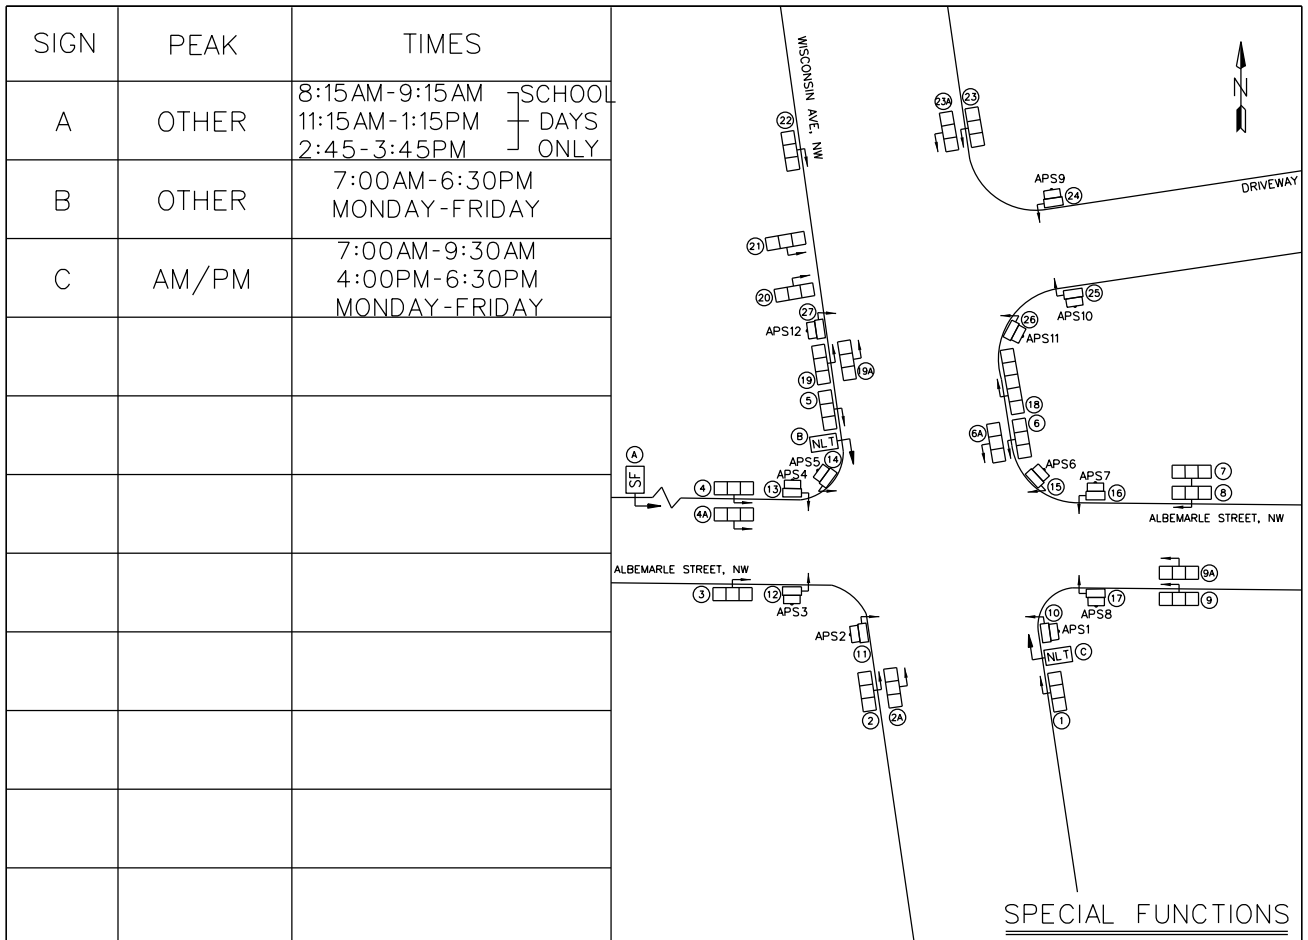 SIGN PEAK TIMES
A OTHER 8:15AM-9:15AM SCHOOL
11:15AM-1:15PM DAYS
2:45-3:45PM ONLY
B OTHER 7:00AM-6:30PM
MONDAY-FRIDAY
C AM/PM 7:00AM-9:30AM
4:00PM-6:30PM
MONDAY-FRIDAY
WISCONSIN AVE, NW
23A
23
N
22
APS9
24
DRIVEWAY
21
20
25
APS10
27
APS12
26
APS11
19
19A
5
18
6
6A
B
NLT
A
SF
APS5
14
APS4
13
4
4A
APS6
15
APS7
16
7
8
ALBEMARLE STREET, NW
ALBEMARLE STREET, NW
3
12
APS3
APS2
11
9A
9
17
APS8
10
APS1
NLT
C
2
2A
1
SPECIAL FUNCTIONS